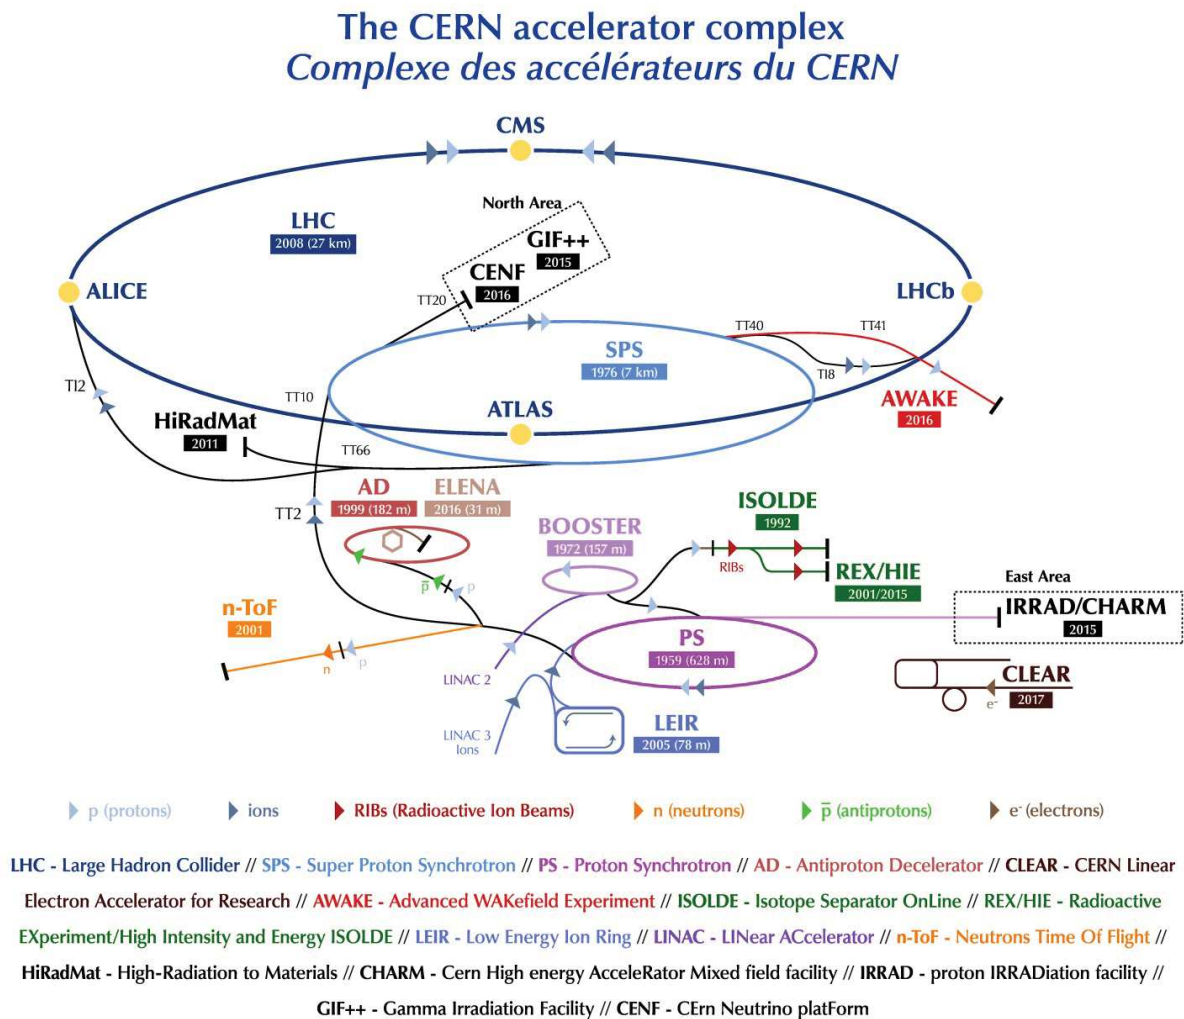 The CERN accelerator complex
Complexe des accélérateurs du CERN
CMS
North Area
LHC
2008 (27 km)
GIF++
2015
CENF
2016
ALICE
LHCb
TT20
TT40
TT41
SPS
1976 (7 km)
TI2
TI8
TT10
ATLAS
AWAKE
2016
HiRadMat
2011
TT66
AD
1999 (182 m)
ELENA
2016 (31 m)
TT2
ISOLDE
1992
BOOSTER
1972 (157 m)
RIBs
REX/HIE
2001/2015
East Area
p̅
p
n-ToF
2001
IRRAD/CHARM
2015
PS
1959 (628 m)
n
p
LINAC 2
CLEAR
2017
e⁻
LINAC 3
Ions
LEIR
2005 (78 m)
p (protons)
ions
RIBs (Radioactive Ion Beams)
n (neutrons)
p̅ (antiprotons)
e⁻ (electrons)
LHC - Large Hadron Collider // SPS - Super Proton Synchrotron // PS - Proton Synchrotron // AD - Antiproton Decelerator // CLEAR - CERN Linear
Electron Accelerator for Research // AWAKE - Advanced WAKefield Experiment // ISOLDE - Isotope Separator OnLine // REX/HIE - Radioactive
EXperiment/High Intensity and Energy ISOLDE // LEIR - Low Energy Ion Ring // LINAC - LINear ACcelerator // n-ToF - Neutrons Time Of Flight //
HiRadMat - High-Radiation to Materials // CHARM - Cern High energy AcceleRator Mixed field facility // IRRAD - proton IRRADiation facility //
GIF++ - Gamma Irradiation Facility // CENF - CErn Neutrino platForm